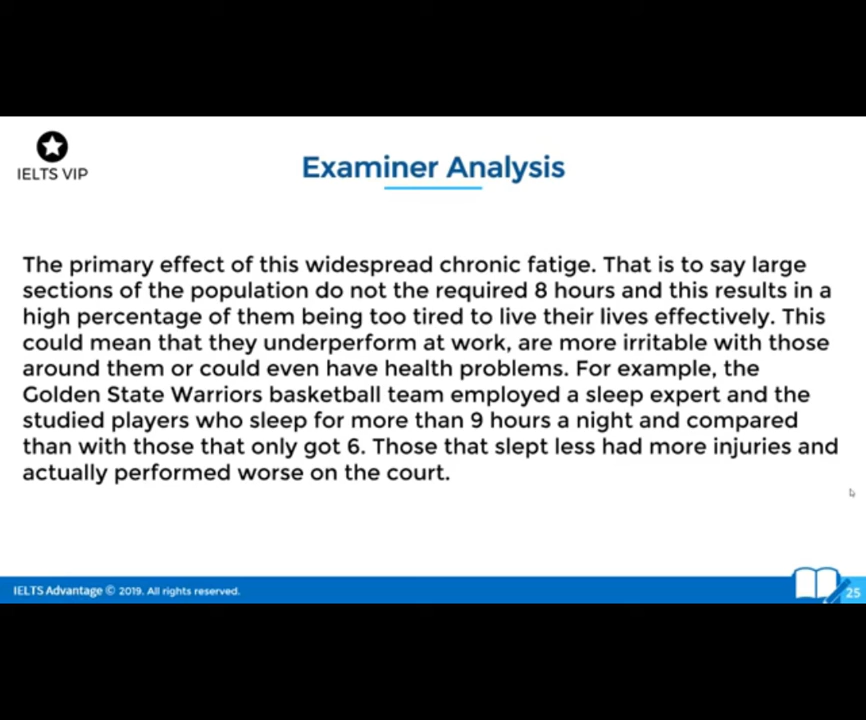 IELTS VIP
Examiner Analysis
The primary effect of this widespread chronic fatige. That is to say large
sections of the population do not the required 8 hours and this results in a
high percentage of them being too tired to live their lives effectively. This
could mean that they underperform at work, are more irritable with those
around them or could even have health problems. For example, the
Golden State Warriors basketball team employed a sleep expert and the
studied players who sleep for more than 9 hours a night and compared
than with those that only got 6. Those that slept less had more injuries and
actually performed worse on the court.
IELTS Advantage © 2019. All rights reserved.
25